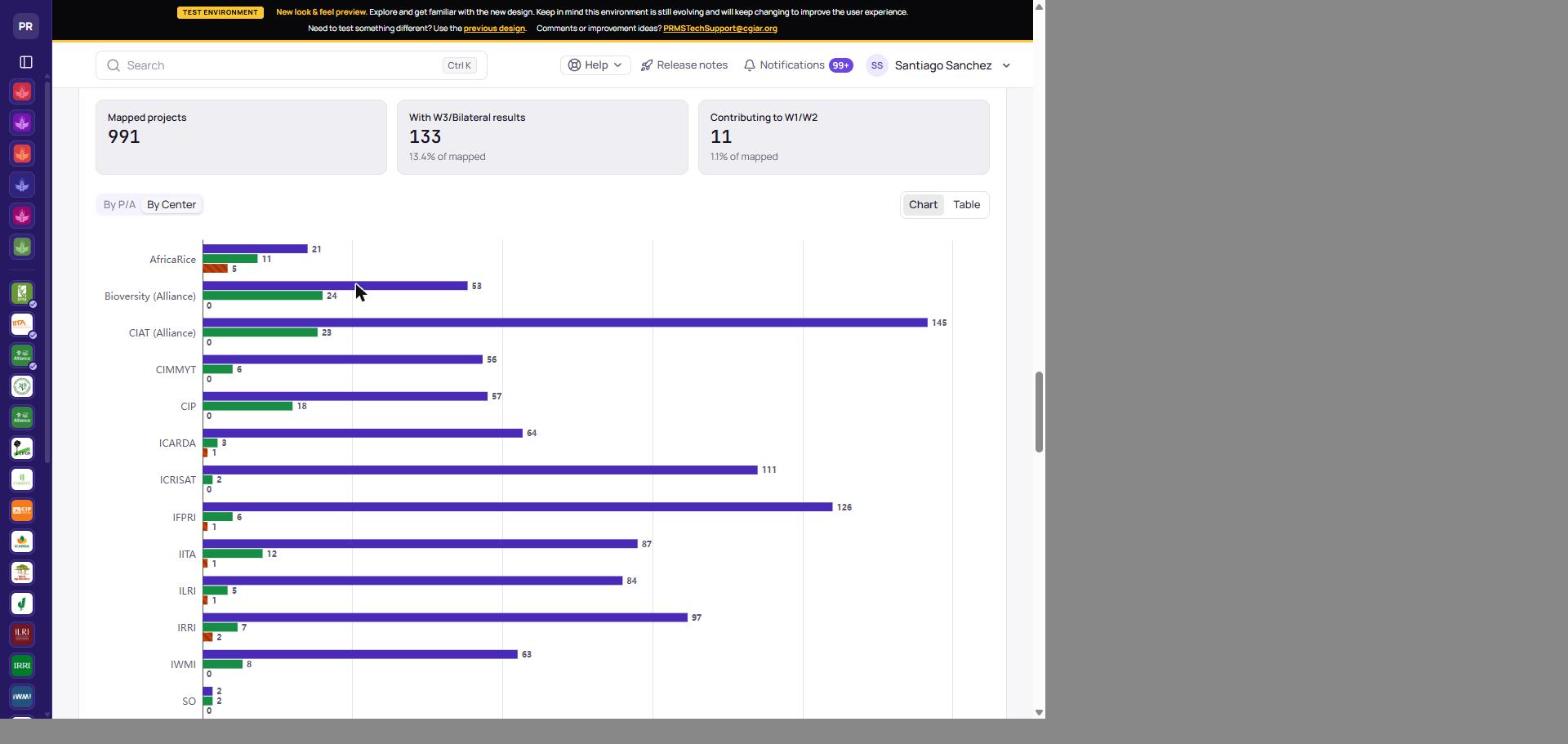 PR
TEST ENVIRONMENT New look & feel preview. Explore and get familiar with the new design. Keep in mind this environment is still evolving and will keep changing to improve the user experience.
Need to test something different? Use the previous design. Comments or improvement ideas? PRMSTechSupport@cgiar.org
Search Ctrl K Help Release notes Notifications 99+ SS Santiago Sanchez
Mapped projects
991
With W3/Bilateral results
133
13.4% of mapped
Contributing to W1/W2
11
1.1% of mapped
By P/A By Center Chart Table
AfricaRice 21 11 5
Bioversity (Alliance) 53 24 0
CIAT (Alliance) 145 23 0
CIMMYT 56 6 0
CIP 57 18 0
ICARDA 64 3 1
ICRISAT 111 2 0
IFPRI 126 6 1
IITA 87 12 1
ILRI 84 5 1
IRRI 97 7 2
IWMI 63 8 0
SO 2 2 0
IITA
Alliance
Alliance
CIP
ILRI
IRRI
IWMI